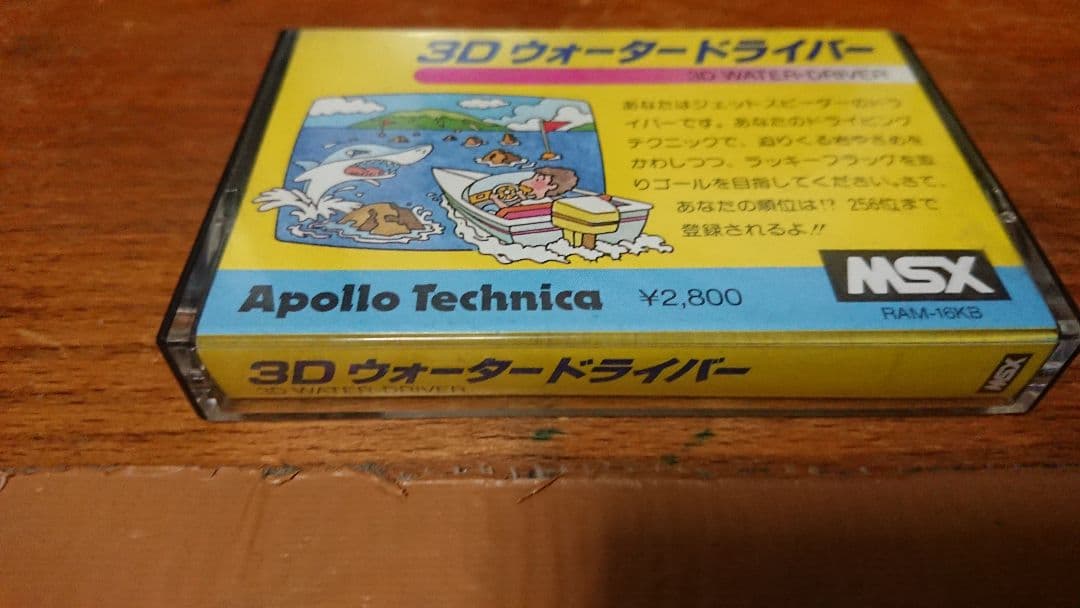 3D ウォータードライバー
3D WATER-DRIVER
あなたはジェットスピーダーのドラ
イバーです。あなたのドライビング
テクニックで、迫りくる岩やさめを
かわしつつ、ラッキーフラッグを取
りゴールを目指してください。さて、
あなたの順位は!? 256位まで
登録されるよ!!
MSX
RAM-16KB
Apollo Technica
¥2,800
3D ウォータードライバー
3D WATER-DRIVER
MSX